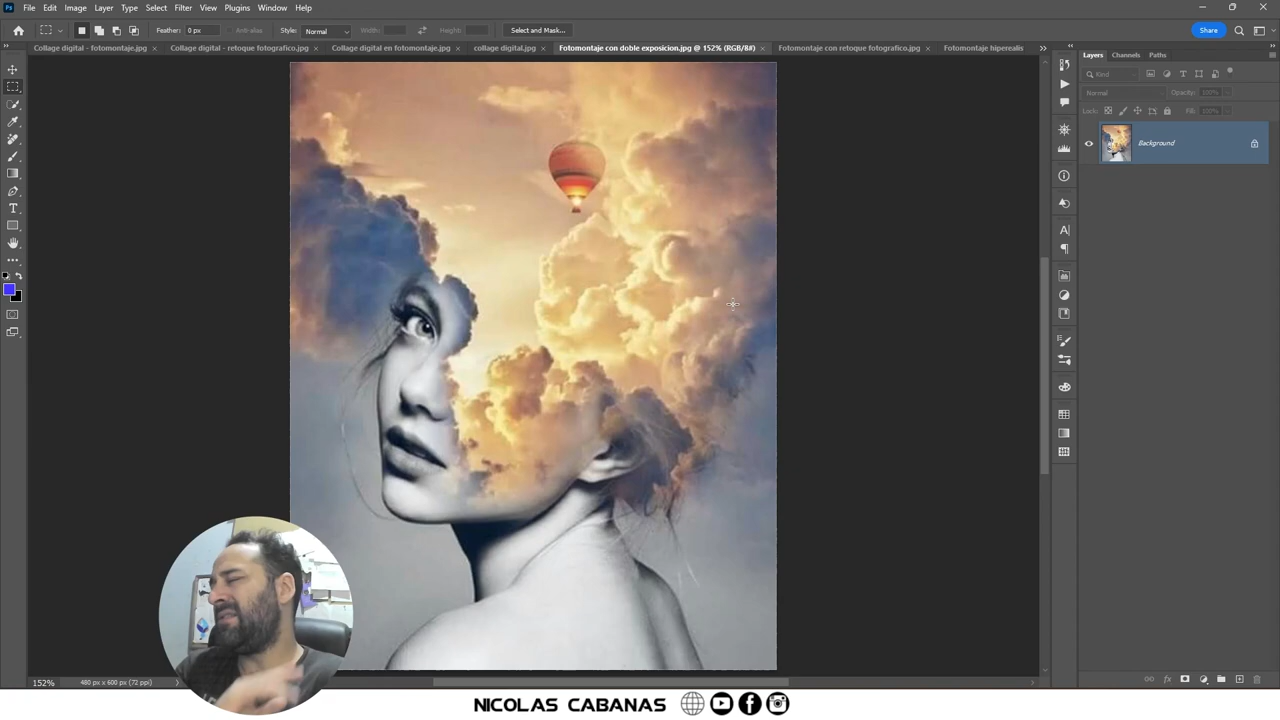 File Edit Image Layer Type Select Filter View Plugins Window Help
Feather: 0 px Anti-alias Style: Normal Width: Height: Select and Mask... Share
Collage digital - fotomontaje.jpg Collage digital - retoque fotografico.jpg Collage digital en fotomontaje.jpg collage digital.jpg Fotomontaje con doble exposicion.jpg @ 152% (RGB/8#) Fotomontaje con retoque fotografico.jpg Fotomontaje hiperealis
Layers Channels Paths
Kind
Normal Opacity: 100%
Lock: Fill: 100%
Background
152% 480 px x 600 px (72 ppi)
NICOLAS CABANAS